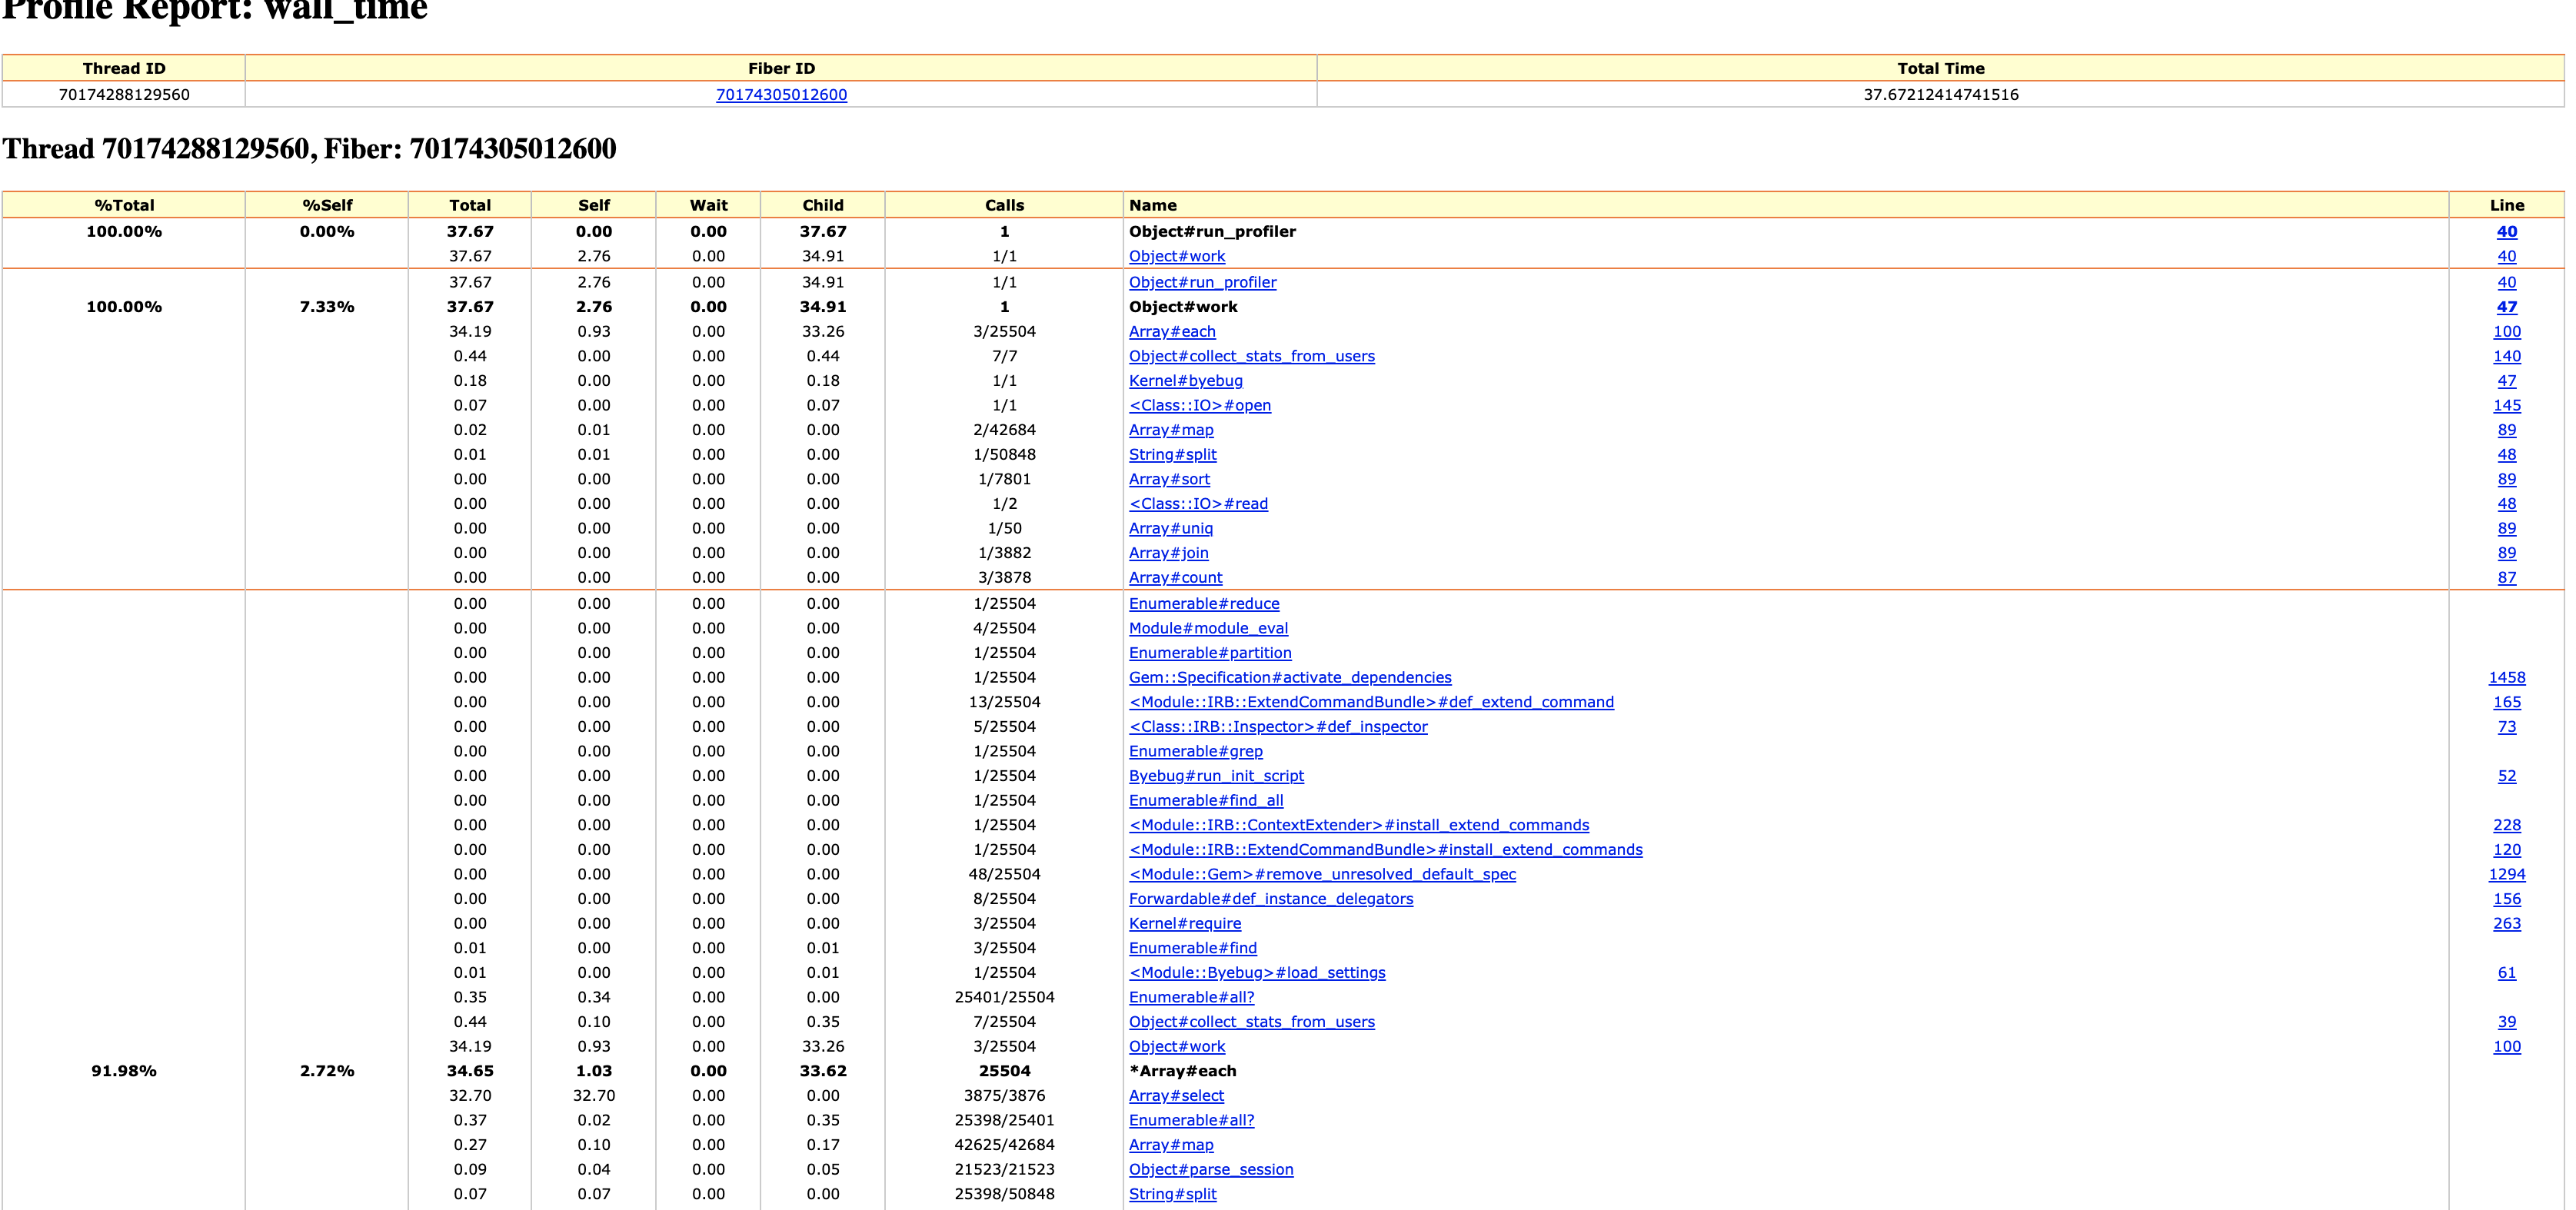 Profile Report: wall_time
Thread ID Fiber ID Total Time
70174288129560 70174305012600 37.67212414741516
Thread 70174288129560, Fiber: 70174305012600
%Total %Self Total Self Wait Child Calls Name Line
100.00% 0.00% 37.67 0.00 0.00 37.67 1 Object#run_profiler 40
37.67 2.76 0.00 34.91 1/1 Object#work 40
37.67 2.76 0.00 34.91 1/1 Object#run_profiler 40
100.00% 7.33% 37.67 2.76 0.00 34.91 1 Object#work 47
34.19 0.93 0.00 33.26 3/25504 Array#each 100
0.44 0.00 0.00 0.44 7/7 Object#collect_stats_from_users 140
0.18 0.00 0.00 0.18 1/1 Kernel#byebug 47
0.07 0.00 0.00 0.07 1/1 <Class::IO>#open 145
0.02 0.01 0.00 0.00 2/42684 Array#map 89
0.01 0.01 0.00 0.00 1/50848 String#split 48
0.00 0.00 0.00 0.00 1/7801 Array#sort 89
0.00 0.00 0.00 0.00 1/2 <Class::IO>#read 48
0.00 0.00 0.00 0.00 1/50 Array#uniq 89
0.00 0.00 0.00 0.00 1/3882 Array#join 89
0.00 0.00 0.00 0.00 3/3878 Array#count 87
0.00 0.00 0.00 0.00 1/25504 Enumerable#reduce
0.00 0.00 0.00 0.00 4/25504 Module#module_eval
0.00 0.00 0.00 0.00 1/25504 Enumerable#partition
0.00 0.00 0.00 0.00 1/25504 Gem::Specification#activate_dependencies 1458
0.00 0.00 0.00 0.00 13/25504 <Module::IRB::ExtendCommandBundle>#def_extend_command 165
0.00 0.00 0.00 0.00 5/25504 <Class::IRB::Inspector>#def_inspector 73
0.00 0.00 0.00 0.00 1/25504 Enumerable#grep
0.00 0.00 0.00 0.00 1/25504 Byebug#run_init_script 52
0.00 0.00 0.00 0.00 1/25504 Enumerable#find_all
0.00 0.00 0.00 0.00 1/25504 <Module::IRB::ContextExtender>#install_extend_commands 228
0.00 0.00 0.00 0.00 1/25504 <Module::IRB::ExtendCommandBundle>#install_extend_commands 120
0.00 0.00 0.00 0.00 48/25504 <Module::Gem>#remove_unresolved_default_spec 1294
0.00 0.00 0.00 0.00 8/25504 Forwardable#def_instance_delegators 156
0.00 0.00 0.00 0.00 3/25504 Kernel#require 263
0.01 0.00 0.00 0.01 3/25504 Enumerable#find
0.01 0.00 0.00 0.01 1/25504 <Module::Byebug>#load_settings 61
0.35 0.34 0.00 0.00 25401/25504 Enumerable#all?
0.44 0.10 0.00 0.35 7/25504 Object#collect_stats_from_users 39
34.19 0.93 0.00 33.26 3/25504 Object#work 100
91.98% 2.72% 34.65 1.03 0.00 33.62 25504 *Array#each
32.70 32.70 0.00 0.00 3875/3876 Array#select
0.37 0.02 0.00 0.35 25398/25401 Enumerable#all?
0.27 0.10 0.00 0.17 42625/42684 Array#map
0.09 0.04 0.00 0.05 21523/21523 Object#parse_session
0.07 0.07 0.00 0.00 25398/50848 String#split